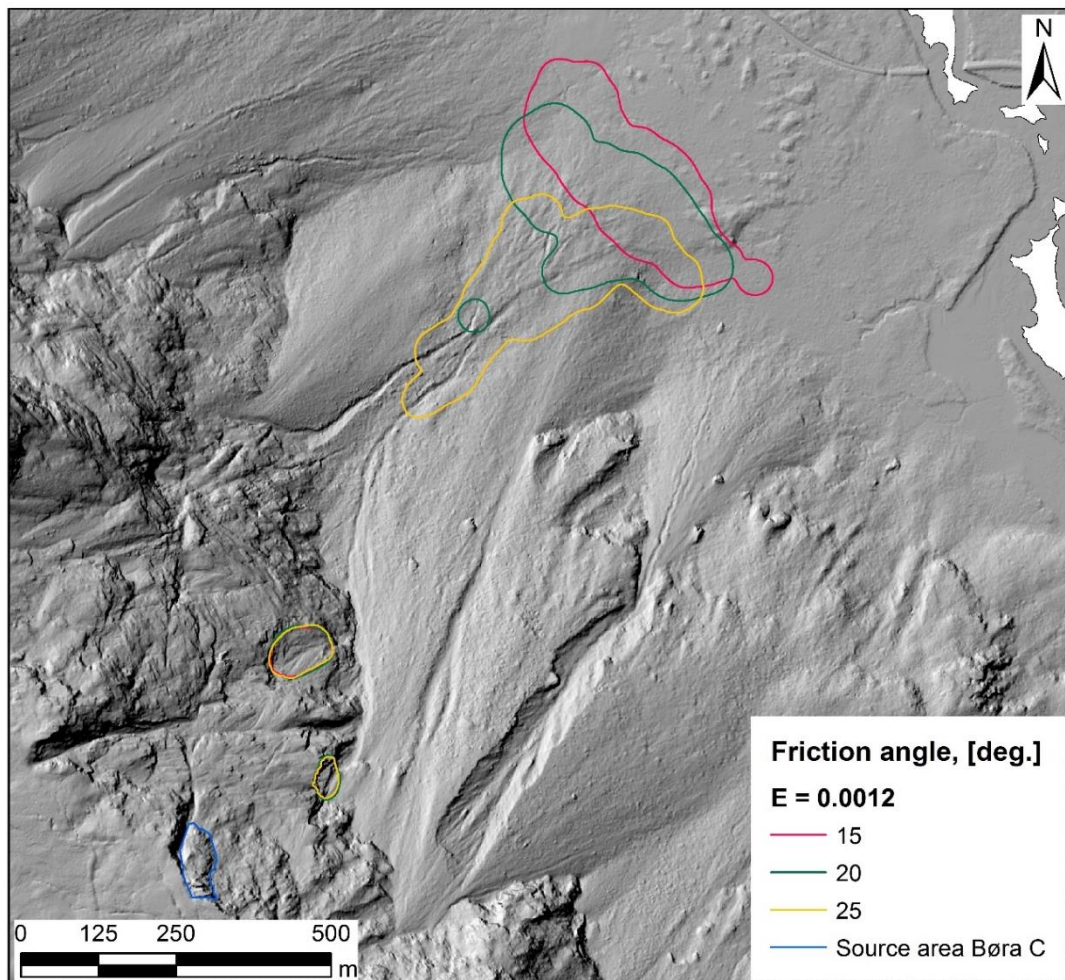 N
Friction angle, [deg.]
E = 0.0012
15
20
25
Source area Børa C
0 125 250 500
m